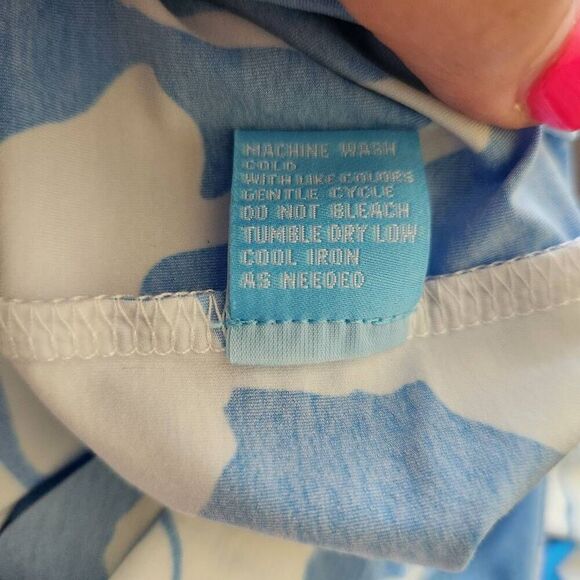 MACHINE WASH
COLD
WITH LIKE COLORS
GENTLE CYCLE
DO NOT BLEACH
TUMBLE DRY LOW
COOL IRON
AS NEEDED